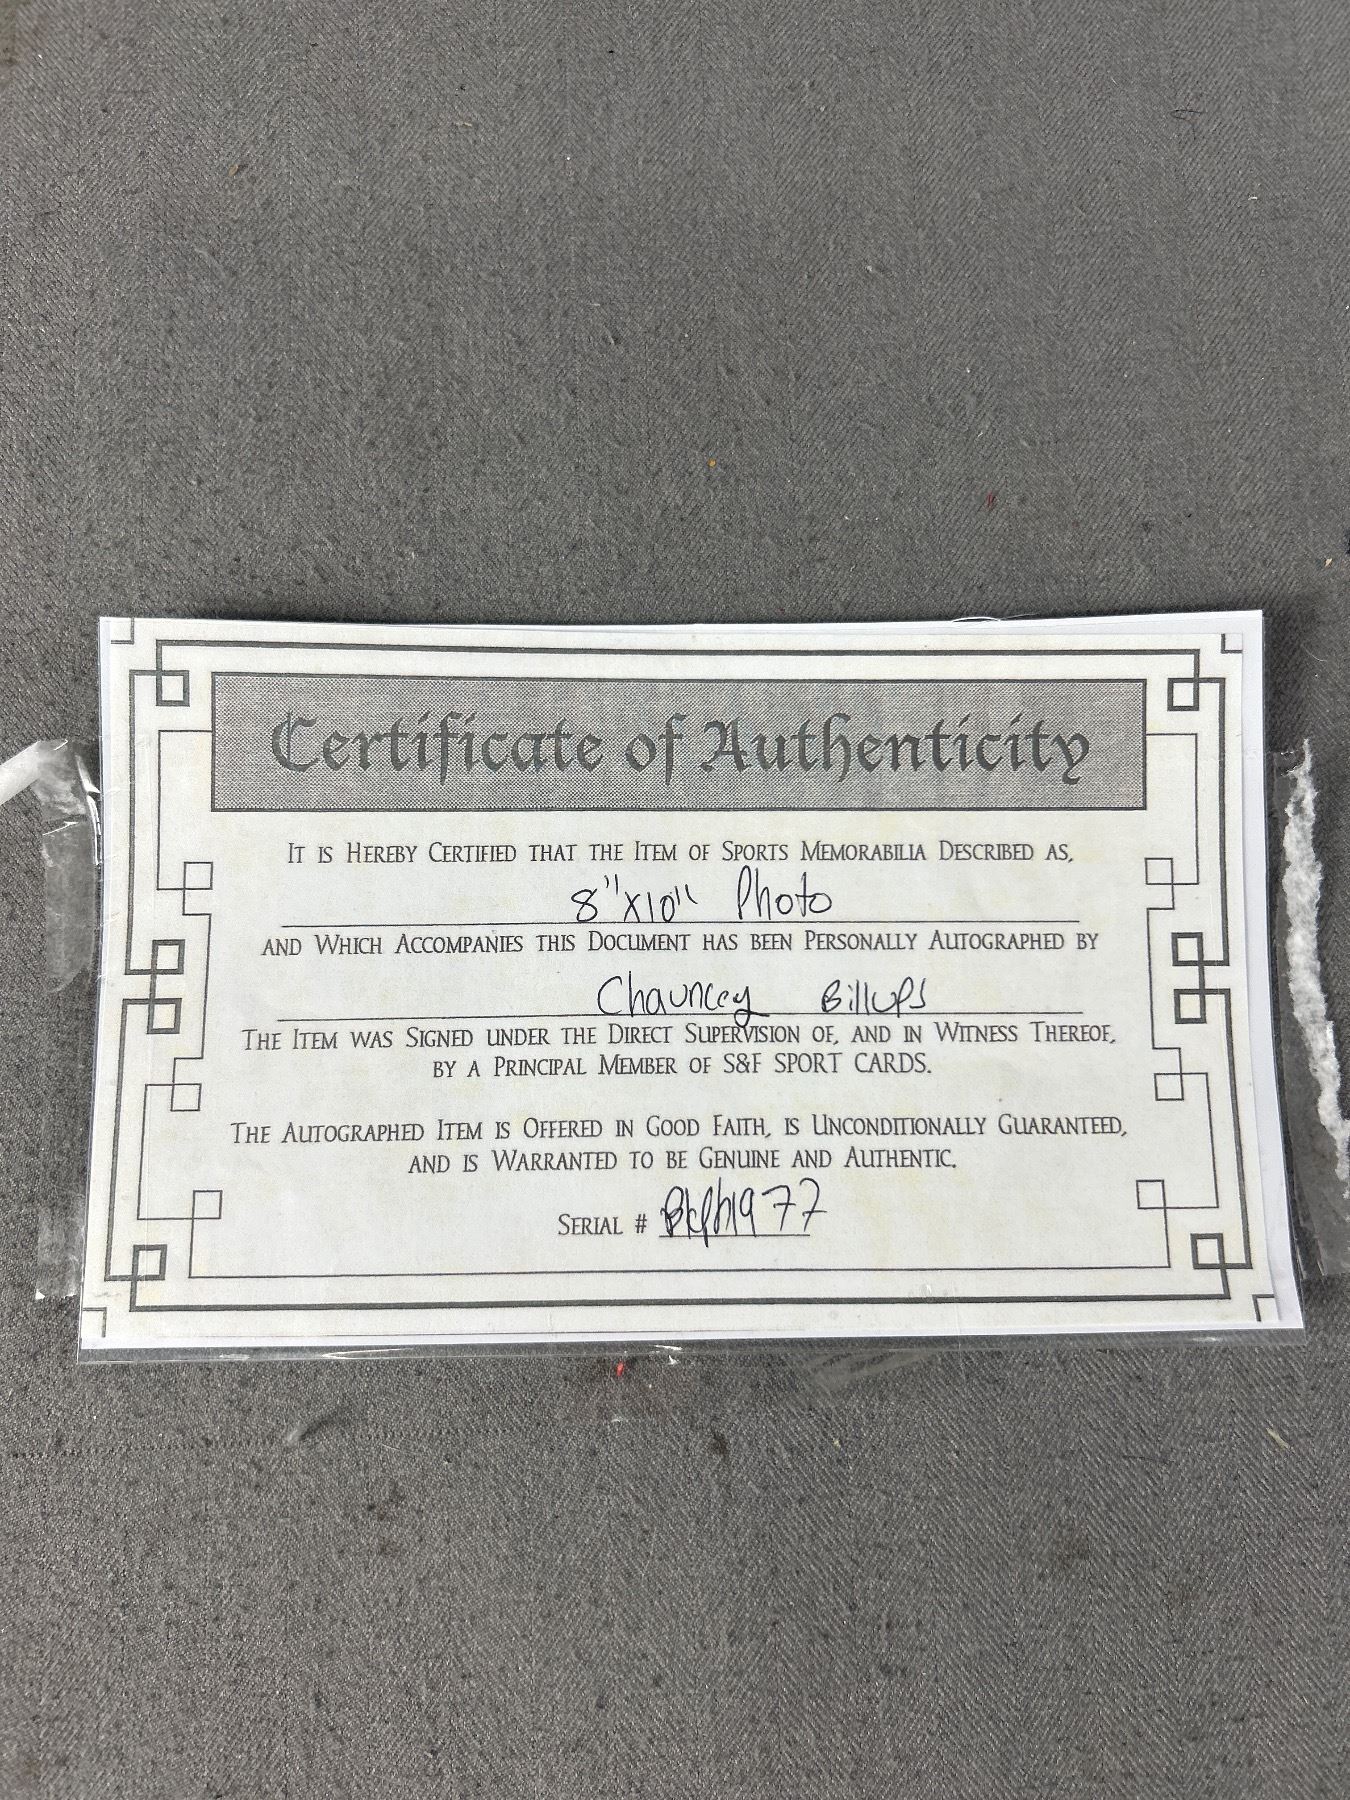 Certificate of Authenticity
It is Hereby Certified that the Item of Sports Memorabilia Described as,
8"x10" Photo
and Which Accompanies this Document has been Personally Autographed by
Chauncey Billups
The Item was Signed under the Direct Supervision of, and in Witness Thereof,
by a Principal Member of S&F SPORT CARDS.
The Autographed Item is Offered in Good Faith, is Unconditionally Guaranteed,
and is Warranted to be Genuine and Authentic.
Serial #